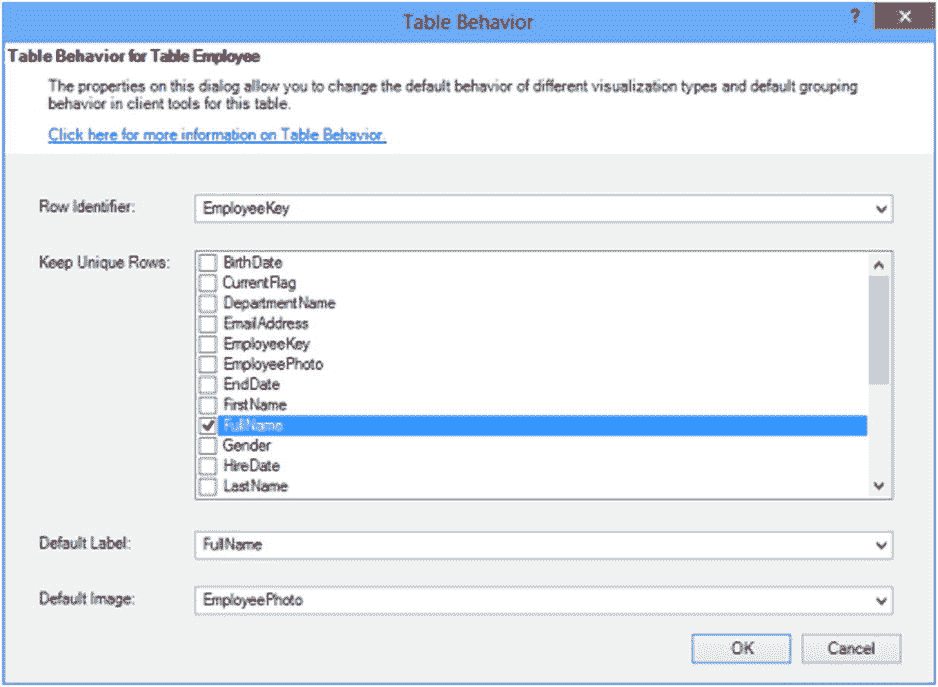 Table Behavior
?
Table Behavior for Table Employee
The properties on this dialog allow you to change the default behavior of different visualization types and default grouping
behavior in client tools for this table.
Click here for more information on Table Behavior.
Row Identifier:
EmployeeKey
Keep Unique Rows:
BirthDate
CurrentFlag
DepartmentName
EmailAddress
EmployeeKey
EmployeePhoto
EndDate
FirstName
FullName
Gender
HireDate
LastName
Default Label:
FullName
Default Image:
EmployeePhoto
OK
Cancel